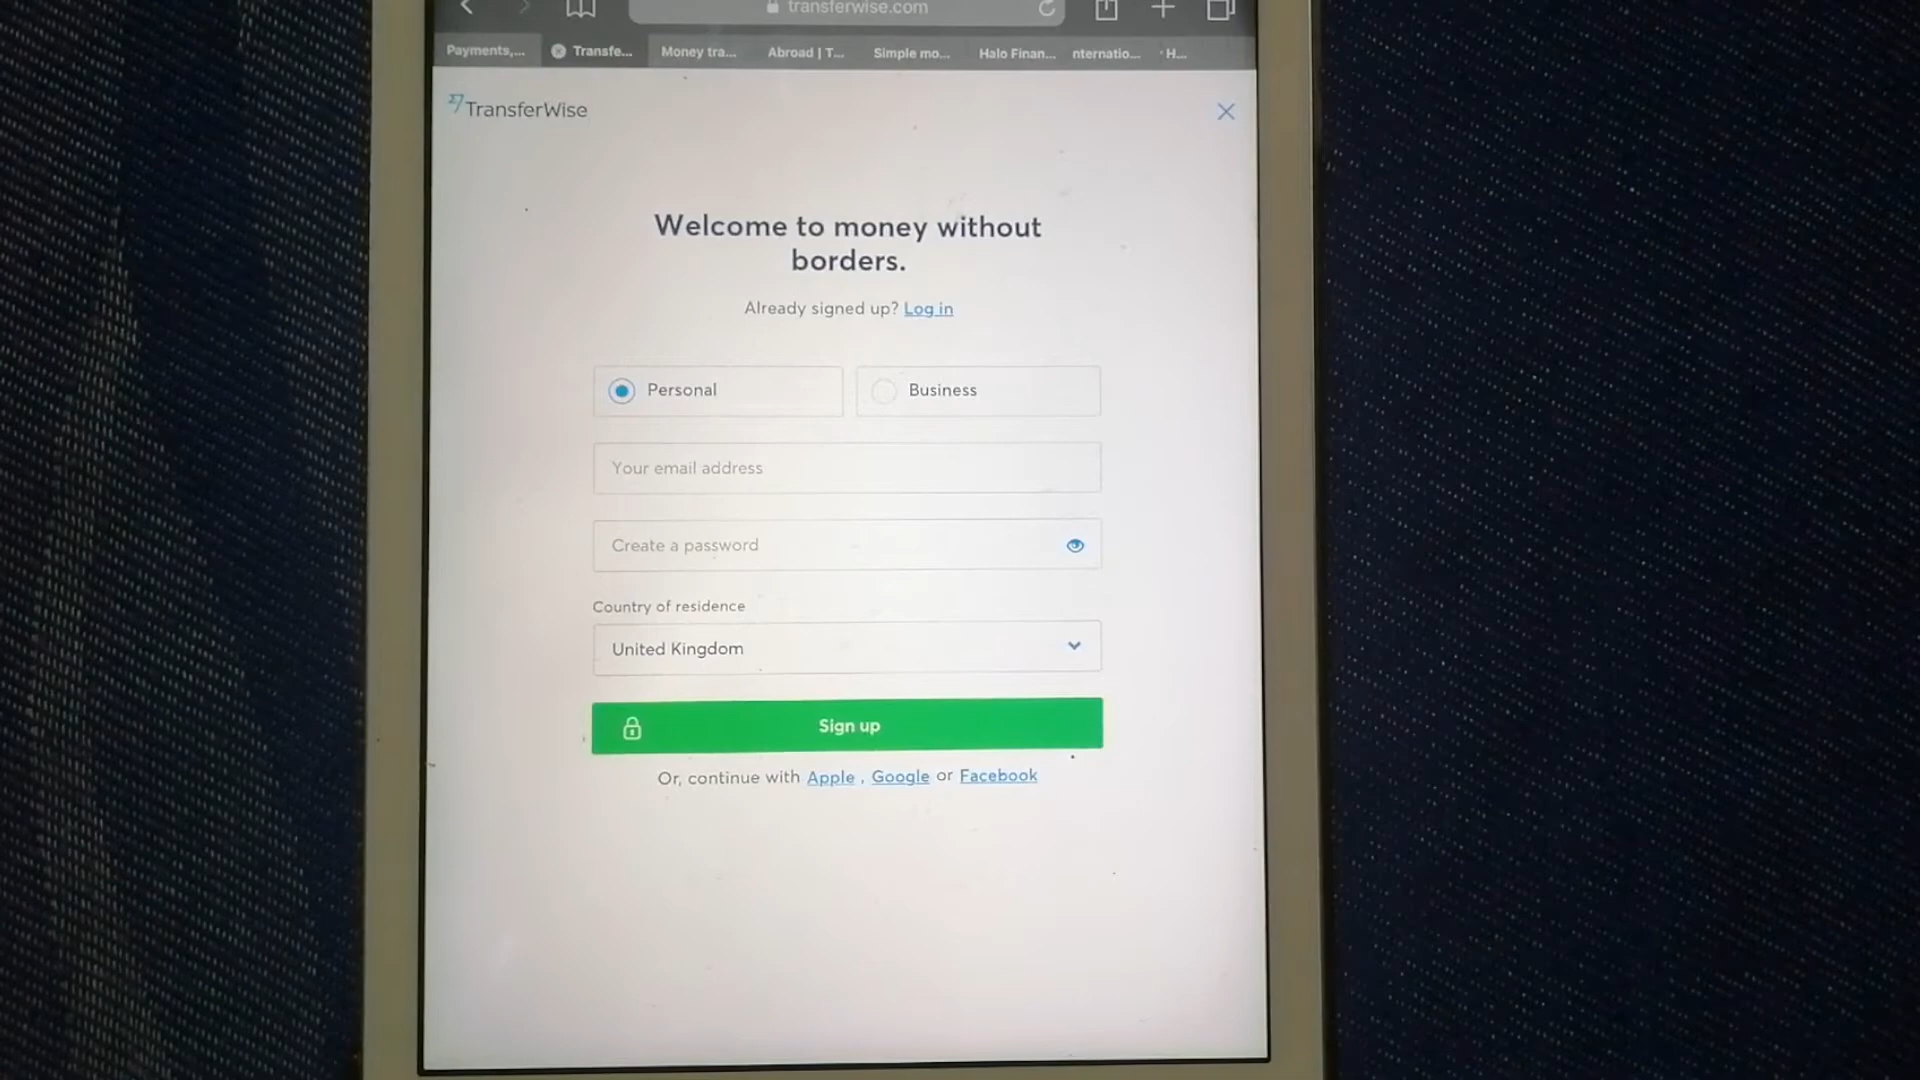 transferwise.com
Payments,... Transfe... Money tra... Abroad | T... Simple mo... Halo Finan... nternatio... · H...
TransferWise
Welcome to money without
borders.
Already signed up? Log in
Personal Business
Your email address
Create a password
Country of residence
United Kingdom
Sign up
Or, continue with Apple , Google or Facebook